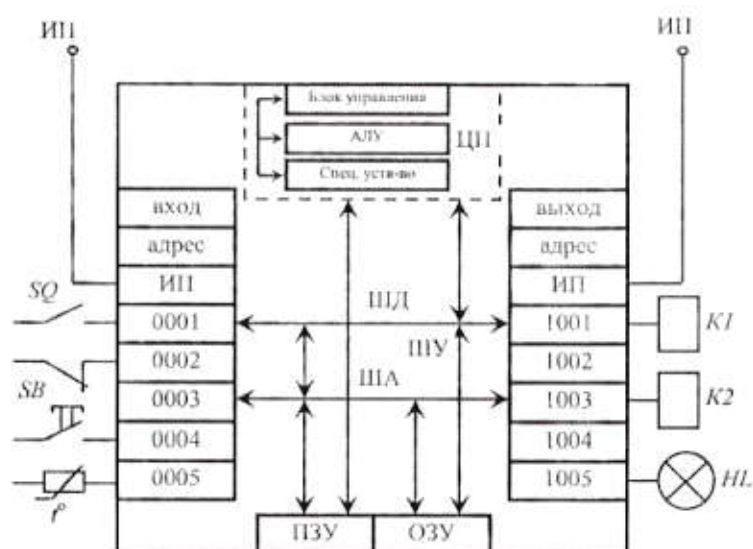 ИП
ИП
Блок управления
АЛУ
Спец. уств-во
ЦП
вход
адрес
ИП
0001
0002
0003
0004
0005
SQ
SB
t°
ШД
ШУ
ША
выход
адрес
ИП
1001
1002
1003
1004
1005
K1
K2
HL
ПЗУ
ОЗУ